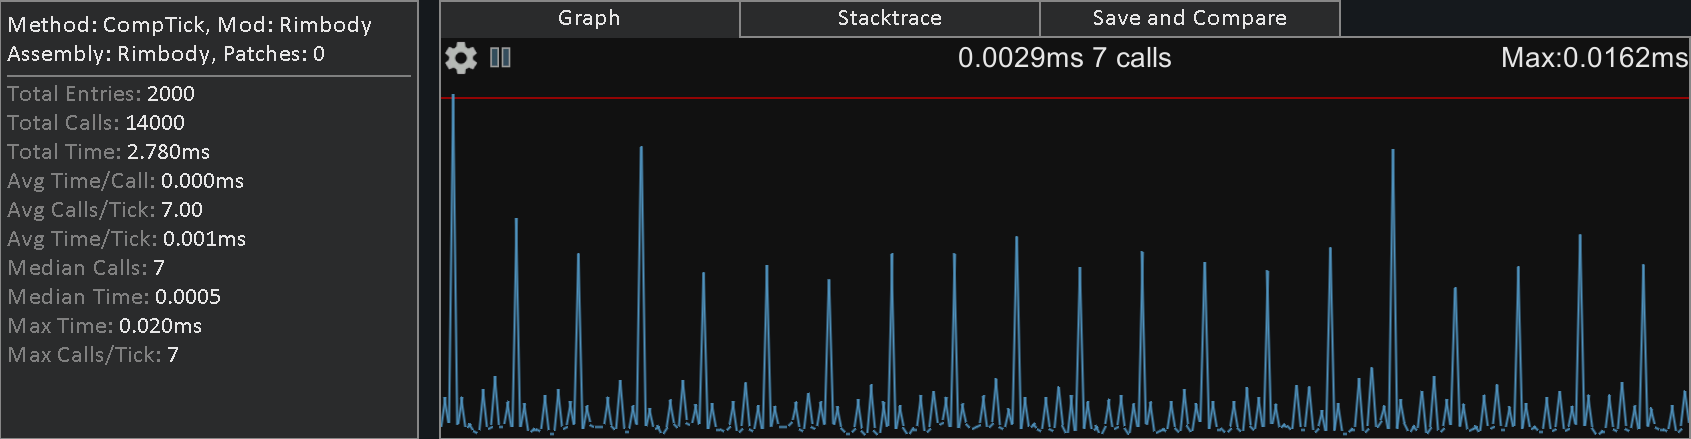 Method: CompTick, Mod: Rimbody
Assembly: Rimbody, Patches: 0
Total Entries: 2000
Total Calls: 14000
Total Time: 2.780ms
Avg Time/Call: 0.000ms
Avg Calls/Tick: 7.00
Avg Time/Tick: 0.001ms
Median Calls: 7
Median Time: 0.0005
Max Time: 0.020ms
Max Calls/Tick: 7
Graph
Stacktrace
Save and Compare
0.0029ms 7 calls
Max:0.0162ms